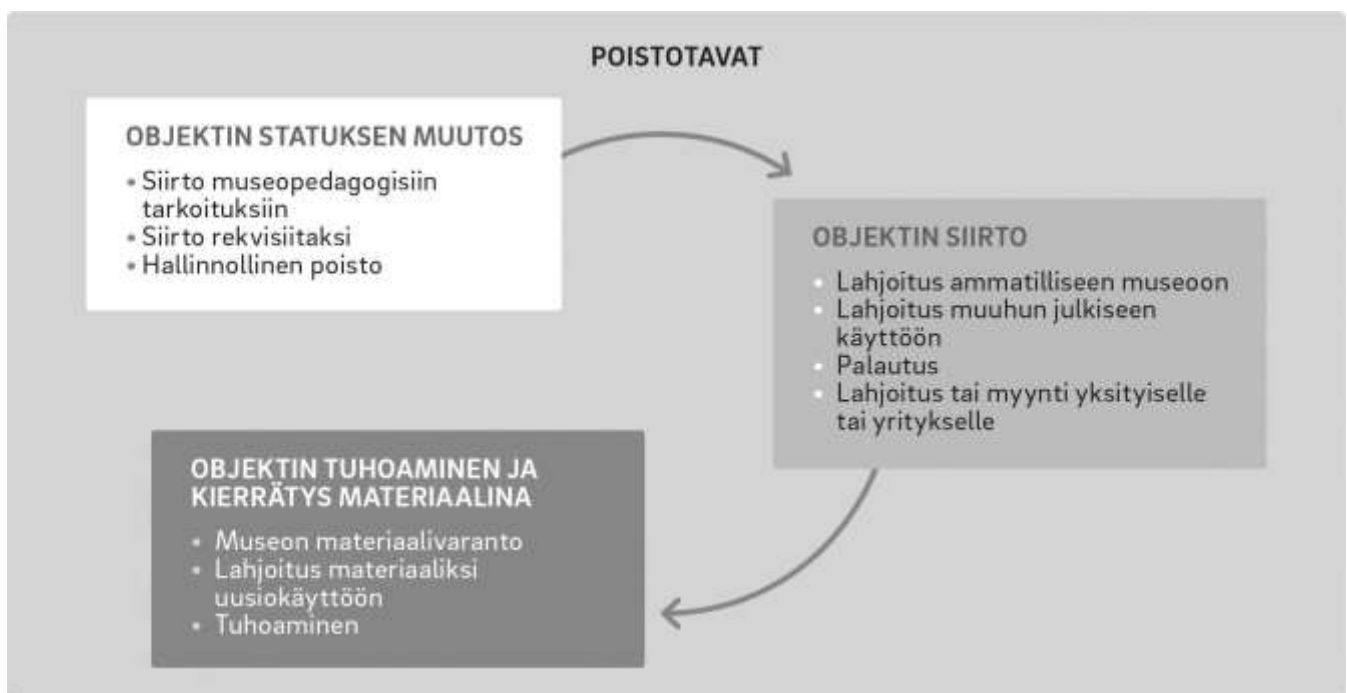 POISTOTAVAT
OBJEKTIN STATUKSEN MUUTOS
• Siirto museopedagogisiin
tarkoituksiin
• Siirto rekvisiitaksi
• Hallinnollinen poisto
OBJEKTIN SIIRTO
• Lahjoitus ammatilliseen museoon
• Lahjoitus muuhun julkiseen
käyttöön
• Palautus
• Lahjoitus tai myynti yksityiselle
tai yritykselle
OBJEKTIN TUHOAMINEN JA
KIERRÄTYS MATERIAALINA
• Museon materiaalivaranto
• Lahjoitus materiaaliksi
uusiokäyttöön
• Tuhoaminen